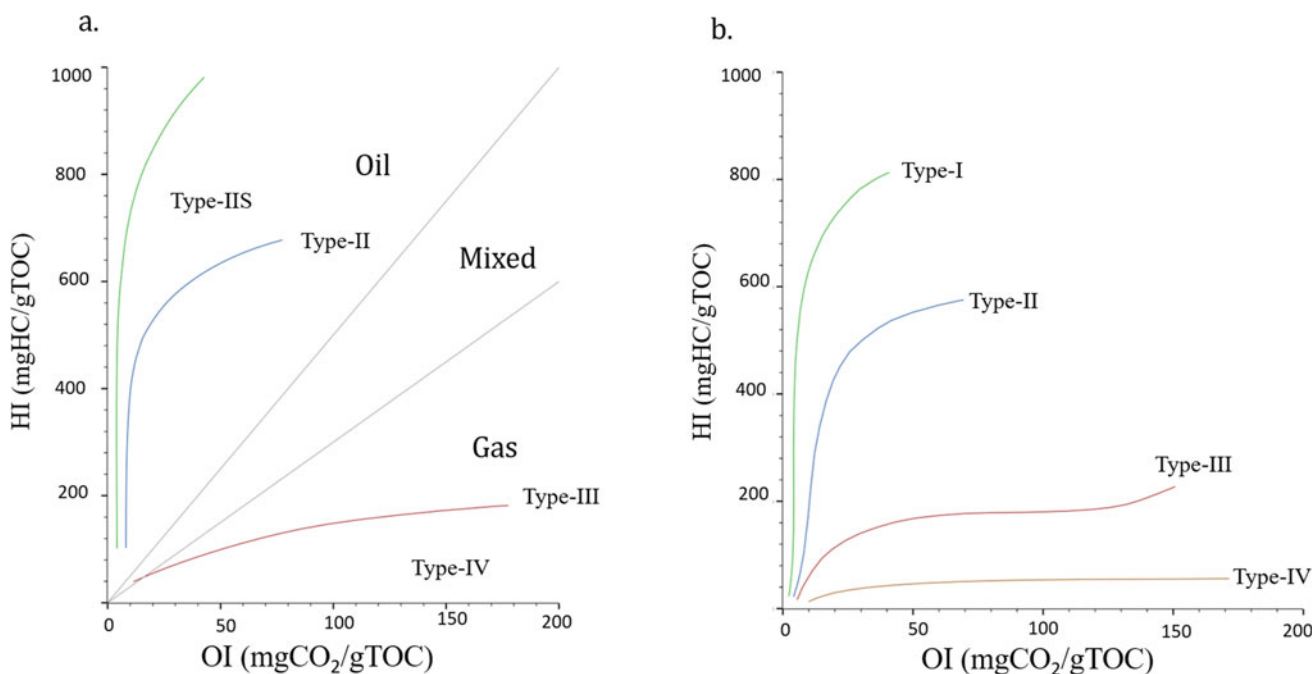 a.
1000
800
600
400
200
0
HI (mgHC/gTOC)
Oil
Type-IIS
Type-II
Mixed
Gas
Type-III
Type-IV
0 50 100 150 200
OI (mgCO₂/gTOC)
b.
1000
800
600
400
200
0
HI (mgHC/gTOC)
Type-I
Type-II
Type-III
Type-IV
0 50 100 150 200
OI (mgCO₂/gTOC)